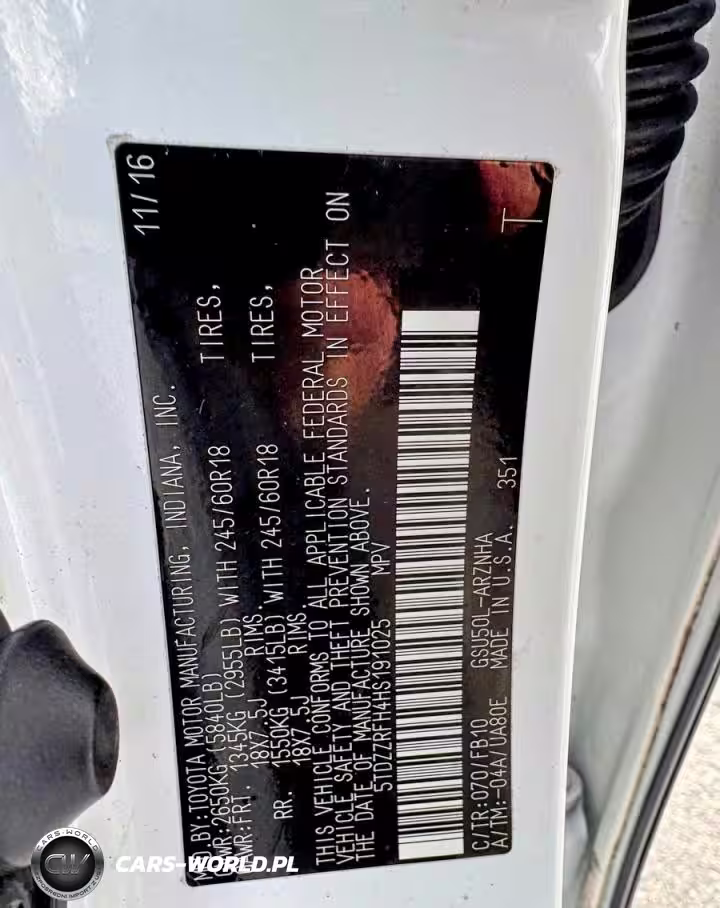 MFD.BY:TOYOTA MOTOR MANUFACTURING, INDIANA, INC. 11/16
GVWR:2650KG (5840LB)
GAWR:FRT. 1345KG (2955LB) WITH 245/60R18 TIRES,
18X7.5J RIMS.
RR. 1550KG (3415LB) WITH 245/60R18 TIRES,
18X7.5J RIMS.
THIS VEHICLE CONFORMS TO ALL APPLICABLE FEDERAL MOTOR
VEHICLE SAFETY AND THEFT PREVENTION STANDARDS IN EFFECT ON
THE DATE OF MANUFACTURE SHOWN ABOVE.
5TDZZRFH4HS191025 MPV
C/TR:070/FB10 GSU50L-ARZNHA T
A/TM:-04A/UA80E MADE IN U.S.A. 351
CARS-WORLD
CW
CARS-WORLD.PL